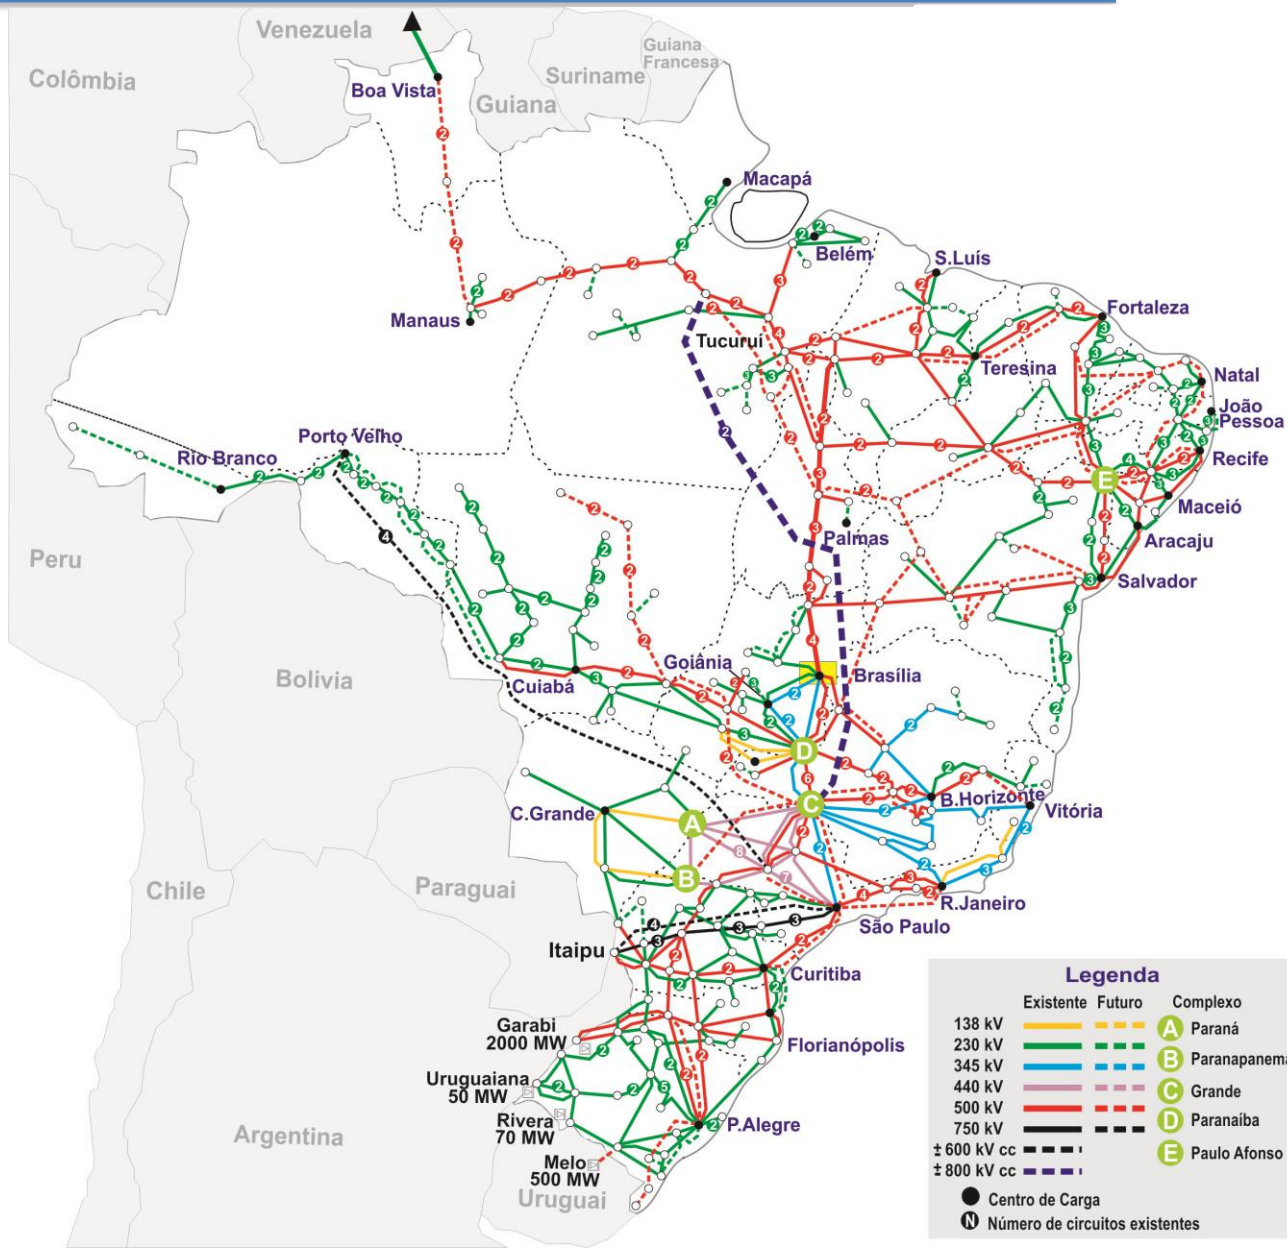 Venezuela
Guiana
Francesa
Colômbia
Suriname
Boa Vista
Guiana
Macapá
Belém
S.Luís
Manaus
Fortaleza
Tucuruí
Teresina
Natal
João
Pessoa
Porto Velho
Rio Branco
Recife
E
Maceió
Palmas
Aracaju
Peru
Salvador
Goiânia
Bolivia
Cuiabá
Brasília
D
B.Horizonte
C
Vitória
C.Grande
A
B
Chile
Paraguai
R.Janeiro
São Paulo
Itaipu
Curitiba
Garabi
2000 MW
Florianópolis
Uruguaiana
50 MW
Rivera
70 MW
P.Alegre
Argentina
Melo
500 MW
Uruguai
Legenda
Existente Futuro Complexo
138 kV A Paraná
230 kV
345 kV B Paranapanema
440 kV C Grande
500 kV D Paranaíba
750 kV
± 600 kV cc E Paulo Afonso
± 800 kV cc
Centro de Carga
N Número de circuitos existentes